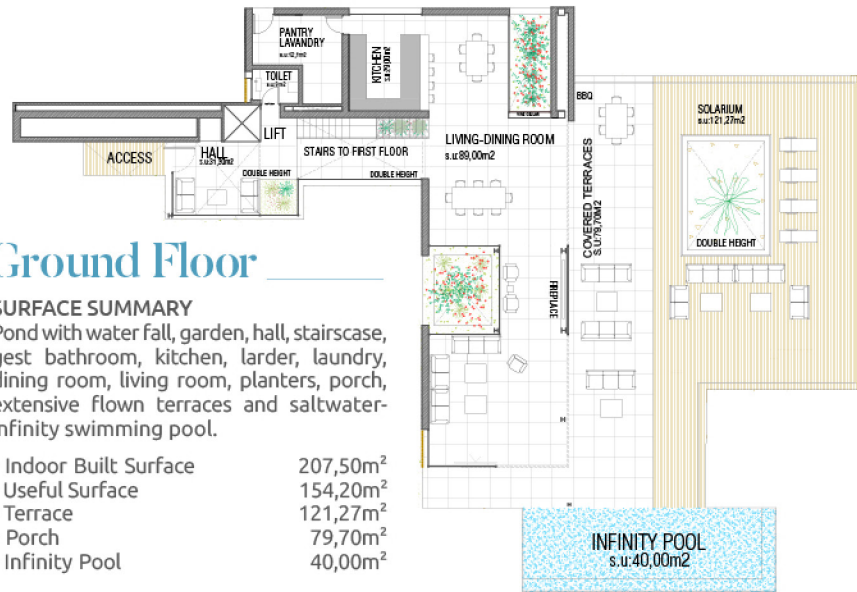 PANTRY
LAVANDRY
TOILET
KITCHEN
LIFT
ACCESS
HALL
STAIRS TO FIRST FLOOR
DOUBLE HEIGHT
DOUBLE HEIGHT
LIVING-DINING ROOM
s.u:89,00m2
BBQ
COVERED TERRACES
S.U:79,70M2
SOLARIUM
s.u:121,27m2
DOUBLE HEIGHT
FIREPLACE
INFINITY POOL
s.u:40,00m2
Ground Floor
SURFACE SUMMARY
Pond with water fall, garden, hall, stairscase,
gest bathroom, kitchen, larder, laundry,
dining room, living room, planters, porch,
extensive flown terraces and saltwater-
infinity swimming pool.
Indoor Built Surface 207,50m²
Useful Surface 154,20m²
Terrace 121,27m²
Porch 79,70m²
Infinity Pool 40,00m²